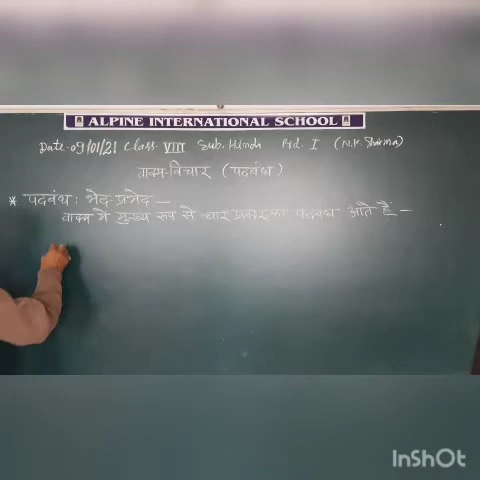 ALPINE INTERNATIONAL SCHOOL
Date-09/01/21 Class-VIII Sub. Hindi Prd. I (N.K. Sharma)
वाक्य-विचार (पदबंध)
* पदबंध: भेद-प्रभेद —
वाक्य में मुख्य रूप से चार प्रकार का पदबंध आते हैं —
InShOt